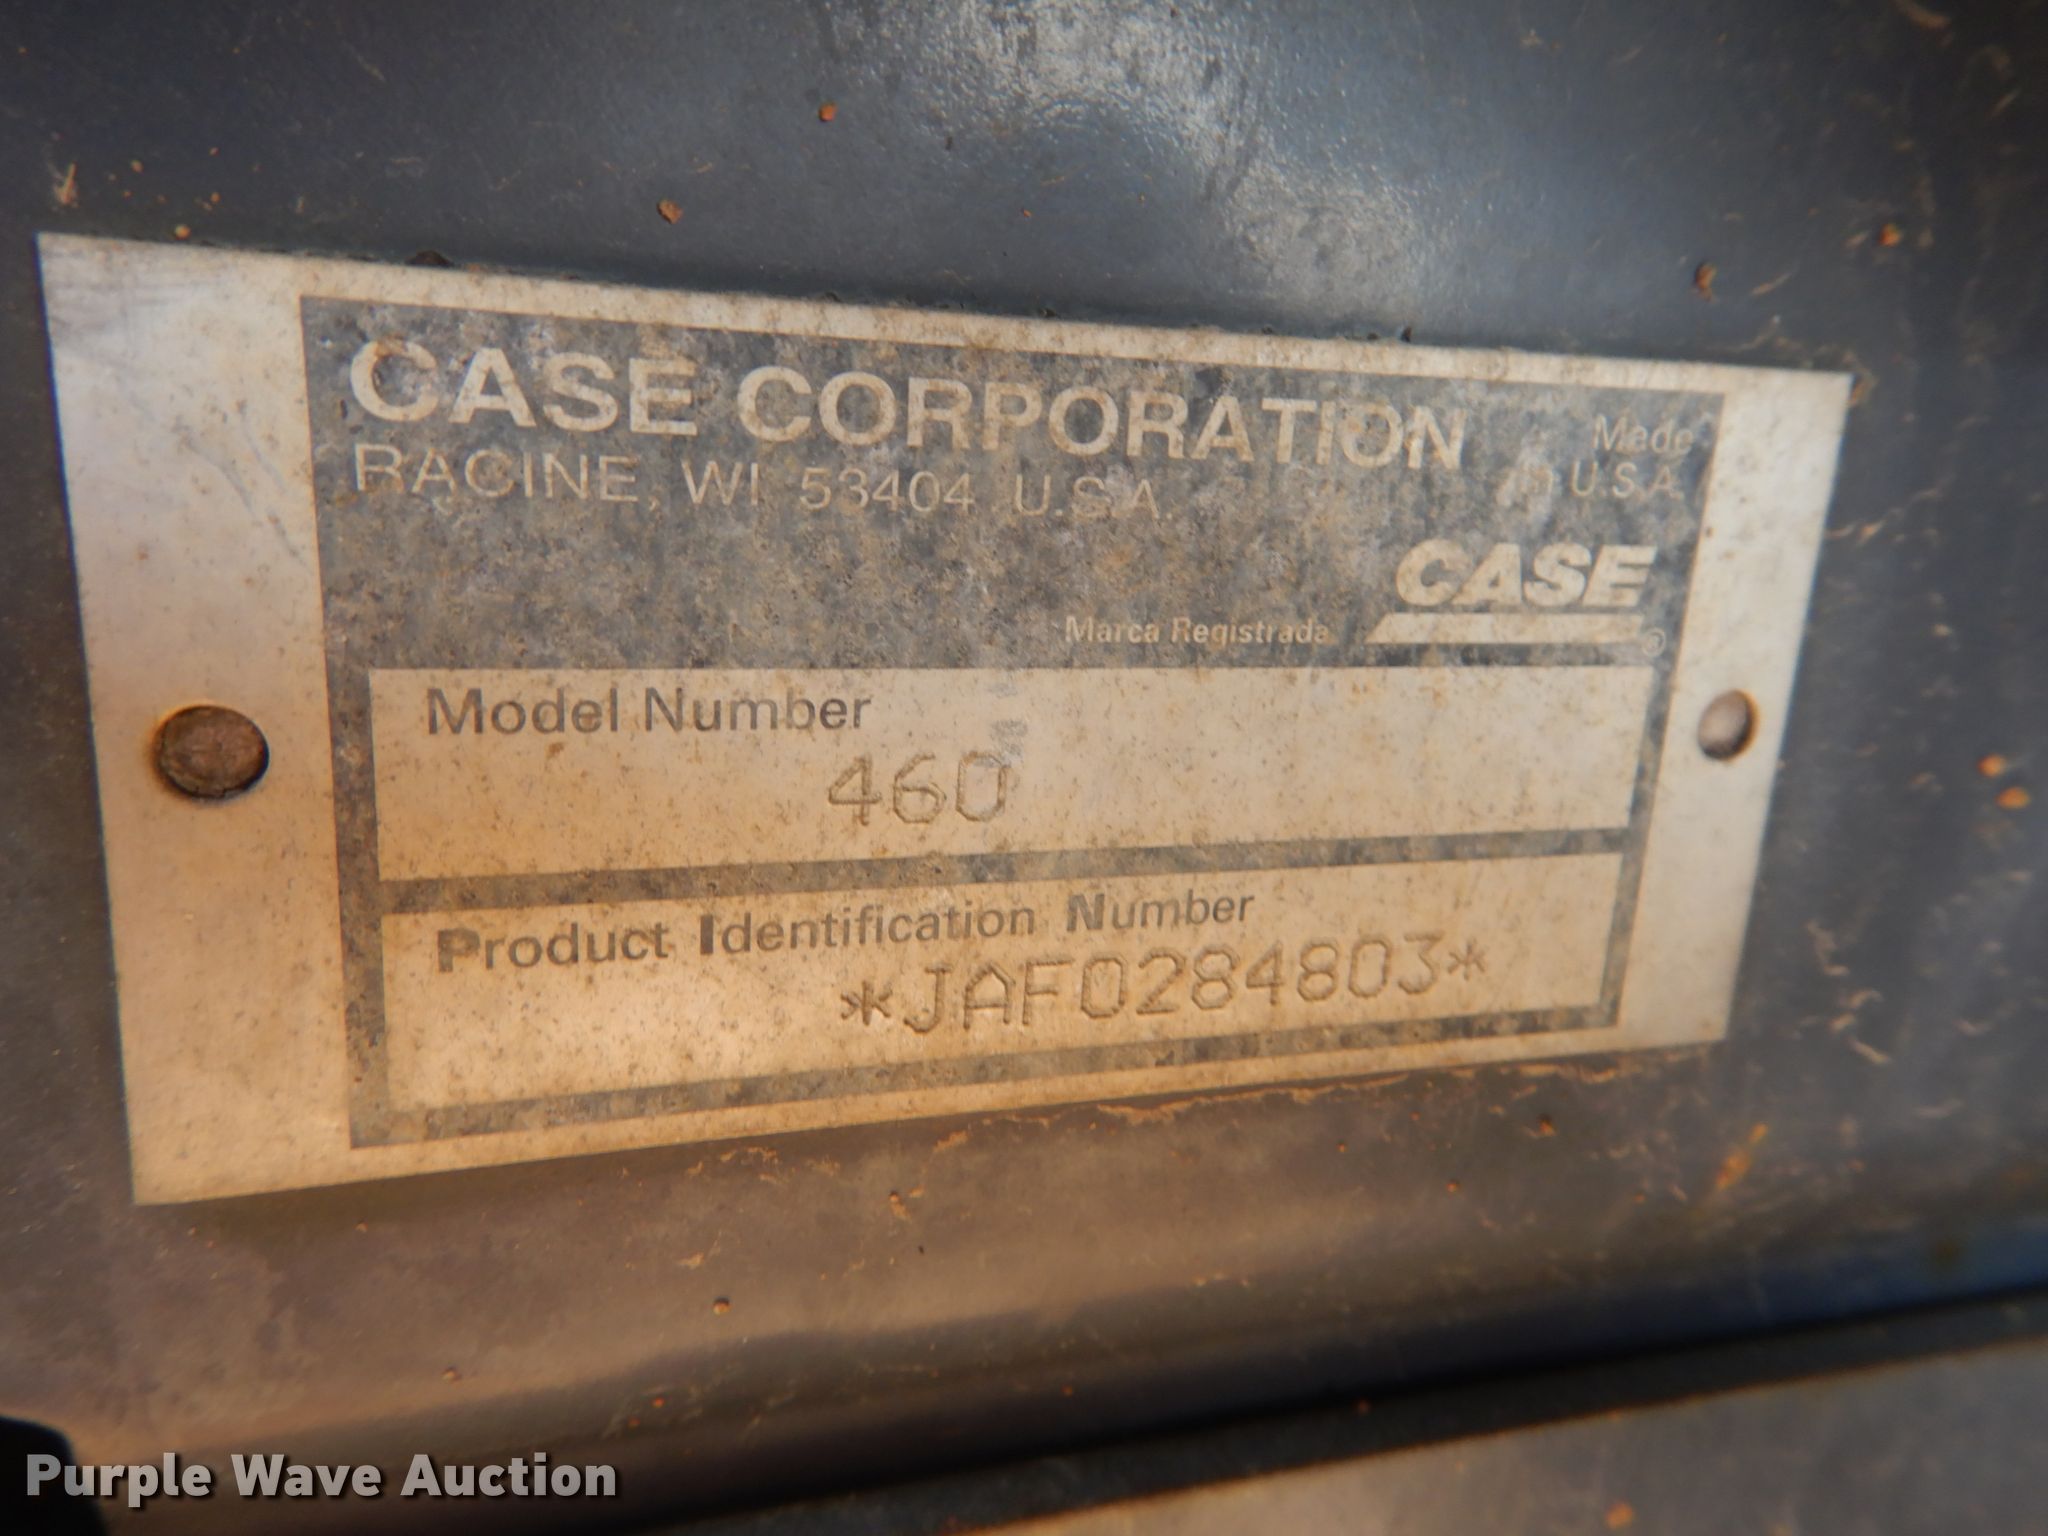 CASE CORPORATION
RACINE, WI 53404 U.S.A.
Made
in U.S.A.
CASE
Marca Registrada
®
Model Number
460
Product Identification Number
*JAF0284803*
Purple Wave Auction